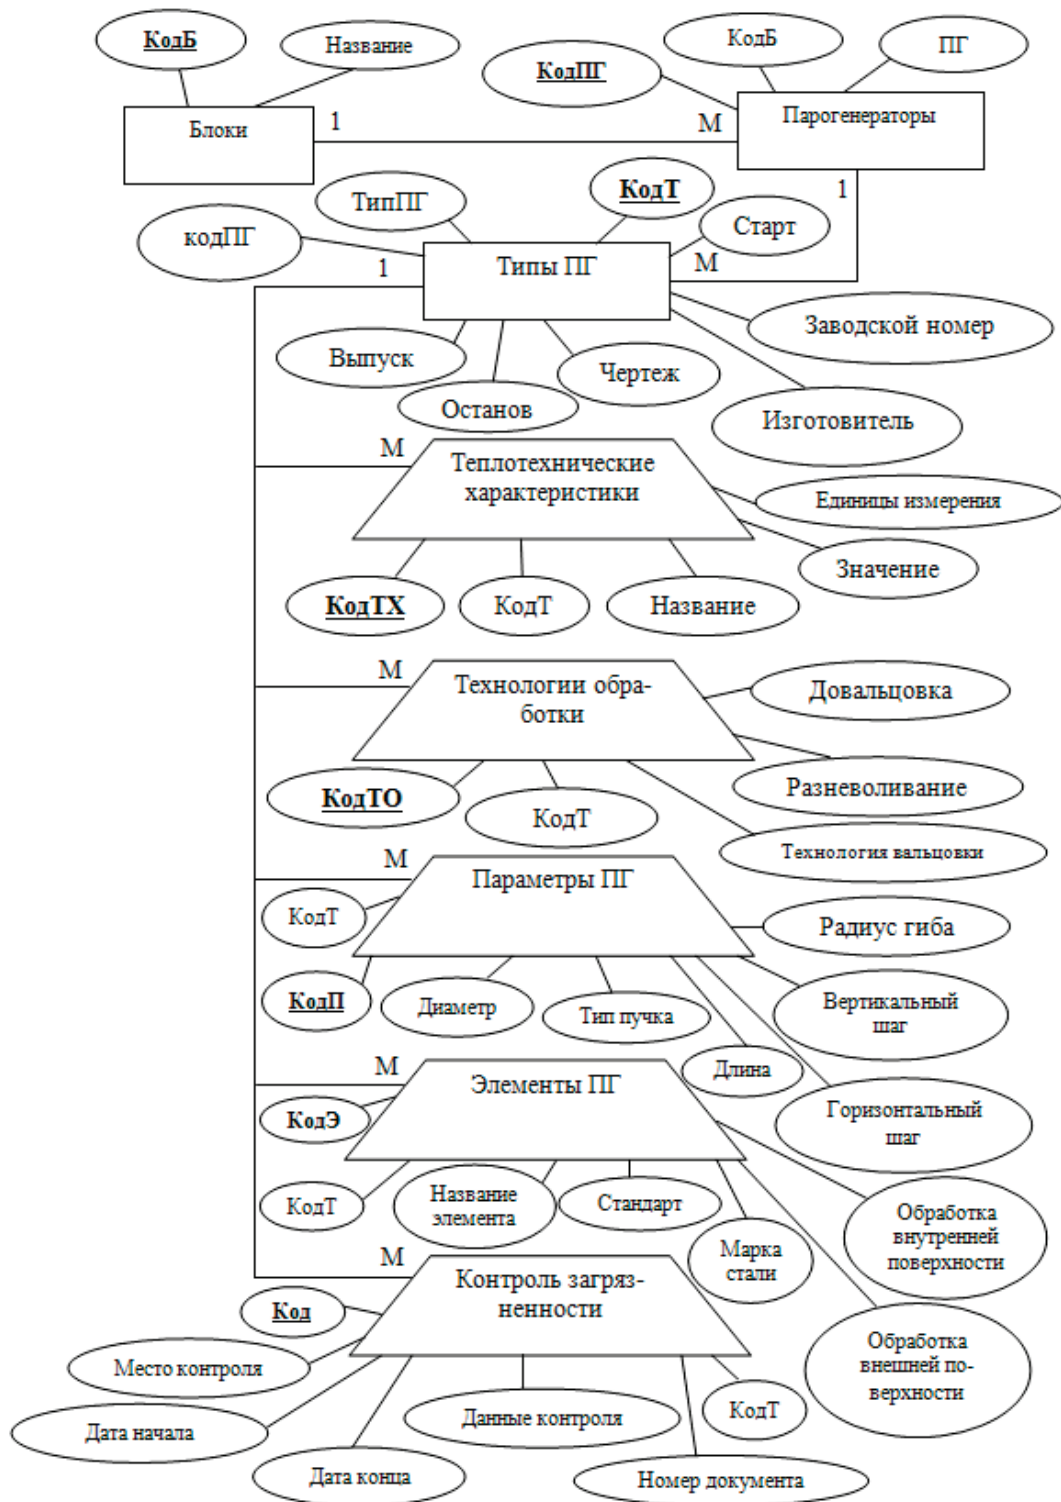 КодБ
Название
КодПГ
КодБ
ПГ
Блоки
1
М
Парогенераторы
1
ТипПГ
КодТ
кодПГ
Старт
1
Типы ПГ
М
Заводской номер
Выпуск
Чертеж
Останов
Изготовитель
М
Теплотехнические
характеристики
Единицы измерения
Значение
КодТХ
КодТ
Название
М
Технологии обра-
ботки
Довальцовка
Разневоливание
КодТО
КодТ
Технология вальцовки
М
Параметры ПГ
КодТ
Радиус гиба
КодП
Диаметр
Тип пучка
Вертикальный
шаг
М
Элементы ПГ
Длина
КодЭ
Горизонтальный
шаг
КодТ
Название
элемента
Стандарт
Обработка
внутренней
поверхности
Марка
стали
М
Контроль загряз-
ненности
Код
Место контроля
Обработка
внешней по-
верхности
Дата начала
Данные контроля
КодТ
Дата конца
Номер документа